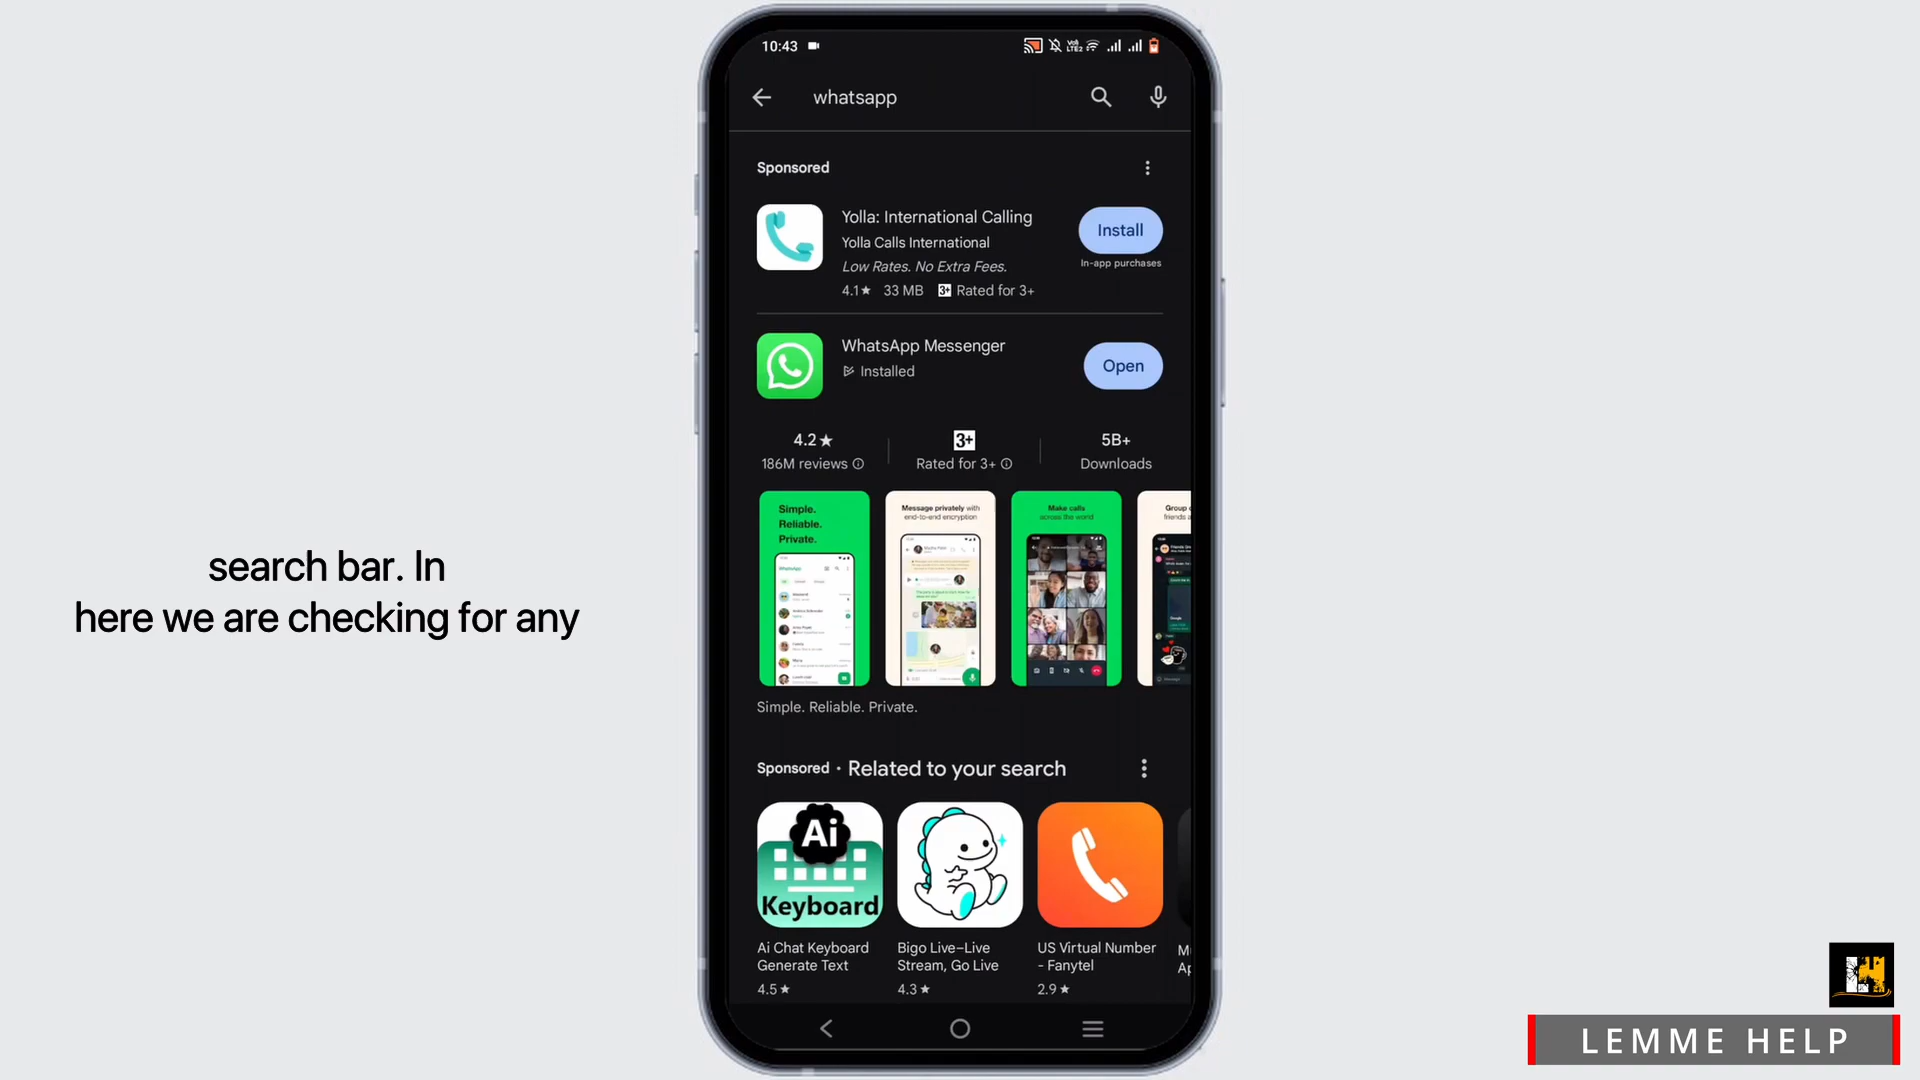 10:43
whatsapp
Sponsored
Yolla: International Calling
Yolla Calls International
Low Rates. No Extra Fees.
4.1★ 33 MB 3+ Rated for 3+
Install
In-app purchases
WhatsApp Messenger
Installed
Open
4.2★
186M reviews
3+
Rated for 3+
5B+
Downloads
Simple.
Reliable.
Private.
Message privately with
end-to-end encryption
Make calls
across the world
Group
friends
Simple. Reliable. Private.
Sponsored • Related to your search
Ai
Keyboard
Ai Chat Keyboard
Generate Text
4.5★
Bigo Live–Live
Stream, Go Live
4.3★
US Virtual Number
- Fanytel
2.9★
search bar. In
here we are checking for any
LEMME HELP